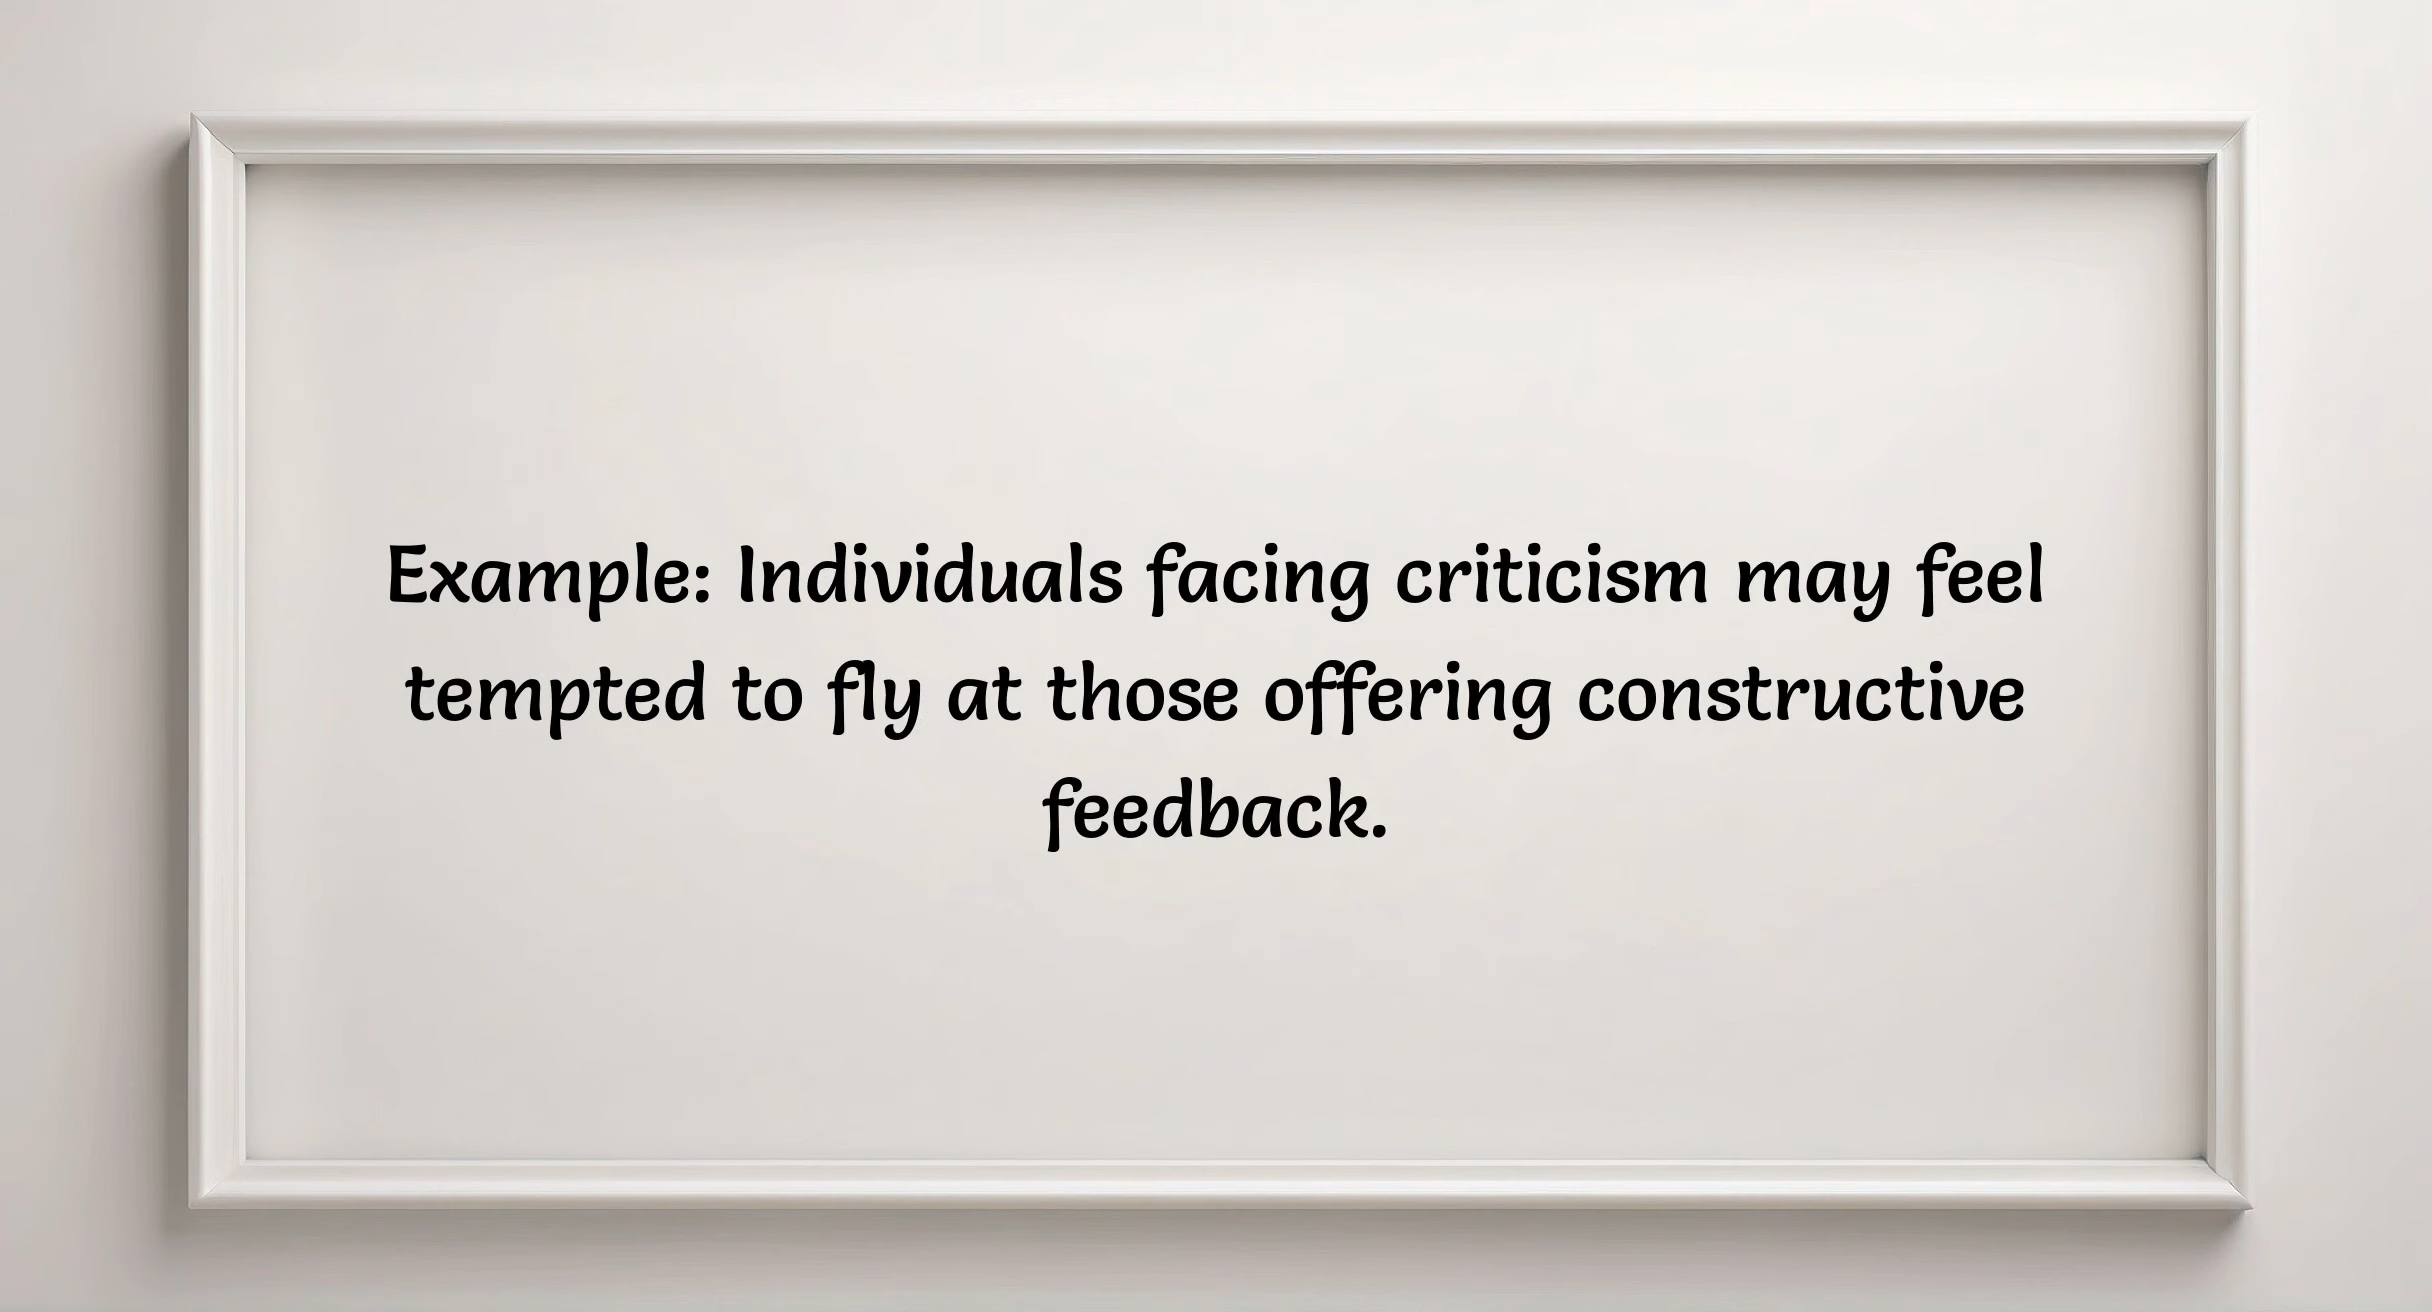 Example: Individuals facing criticism may feel
tempted to fly at those offering constructive
feedback.